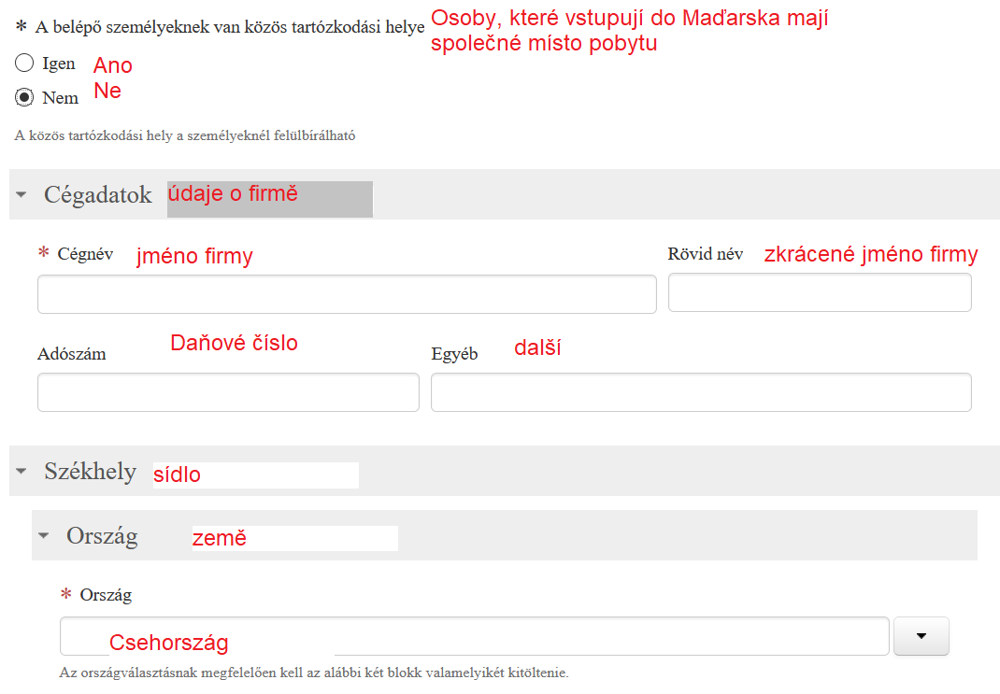 * A belépő személyeknek van közös tartózkodási helye Osoby, které vstupují do Maďarska mají
společné místo pobytu
Igen Ano
Nem Ne
A közös tartózkodási hely a személyeknél felülbírálható
Cégadatok údaje o firmě
* Cégnév jméno firmy Rövid név zkrácené jméno firmy
Adószám Daňové číslo Egyéb další
Székhely sídlo
Ország země
* Ország
Csehország
Az országválasztásnak megfelelően kell az alábbi két blokk valamelyikét kitöltenie.